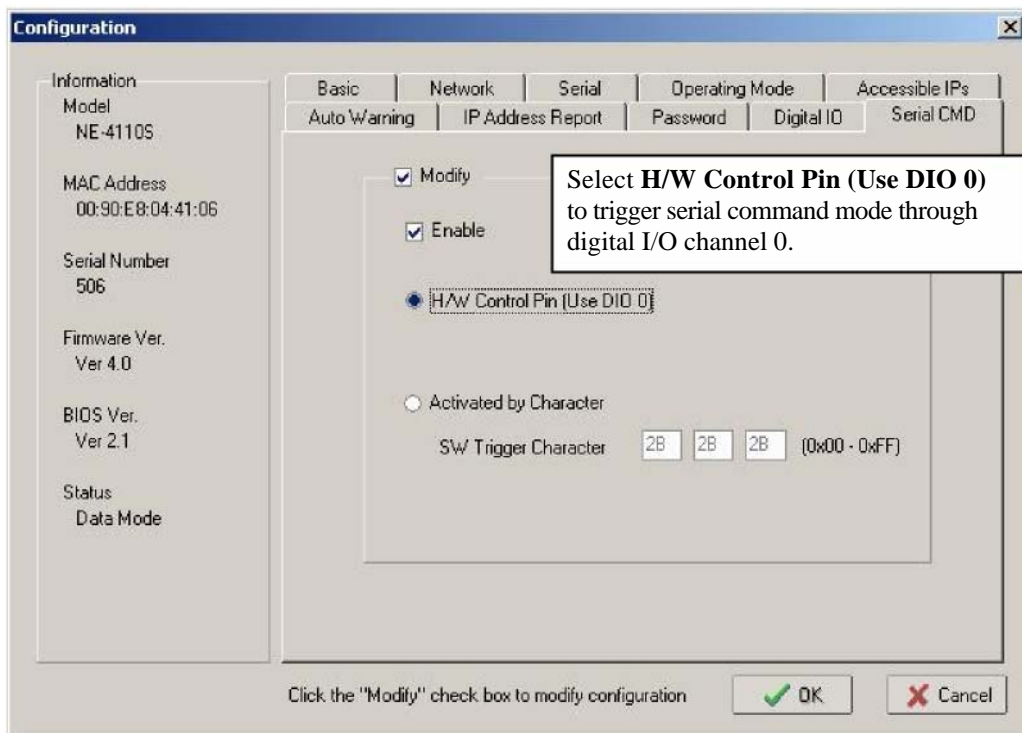 Configuration
Information
Model
NE-4110S
MAC Address
00:90:E8:04:41:06
Serial Number
506
Firmware Ver.
Ver 4.0
BIOS Ver.
Ver 2.1
Status
Data Mode
Basic Network Serial Operating Mode Accessible IPs
Auto Warning IP Address Report Password Digital IO Serial CMD
Modify
Enable
Select H/W Control Pin (Use DIO 0)
to trigger serial command mode through
digital I/O channel 0.
H/W Control Pin (Use DIO 0)
Activated by Character
SW Trigger Character 2B 2B 2B (0x00 - 0xFF)
Click the "Modify" check box to modify configuration OK Cancel